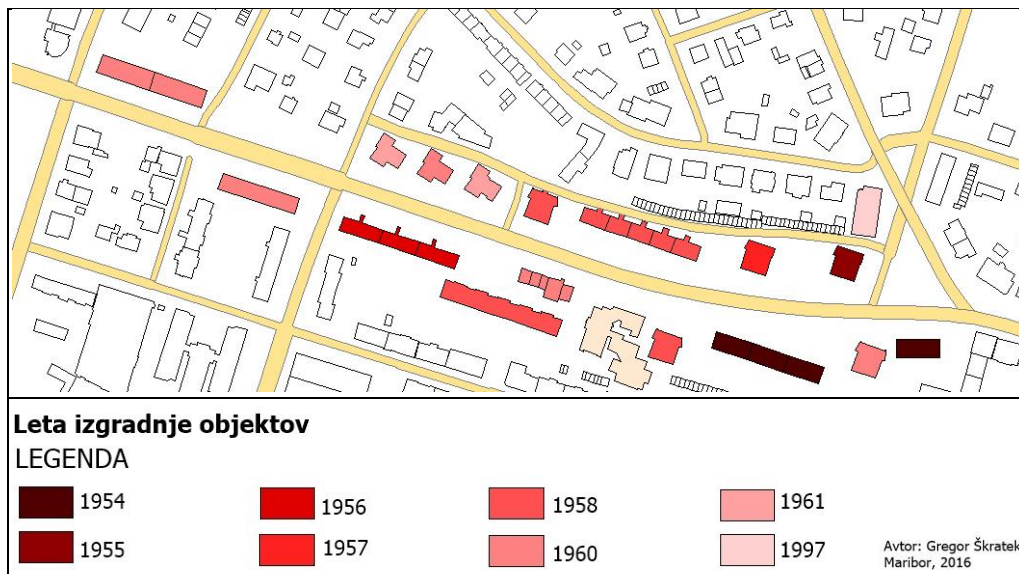 Leta izgradnje objektov
LEGENDA
1954
1956
1958
1961
1955
1957
1960
1997
Avtor: Gregor Škratek
Maribor, 2016